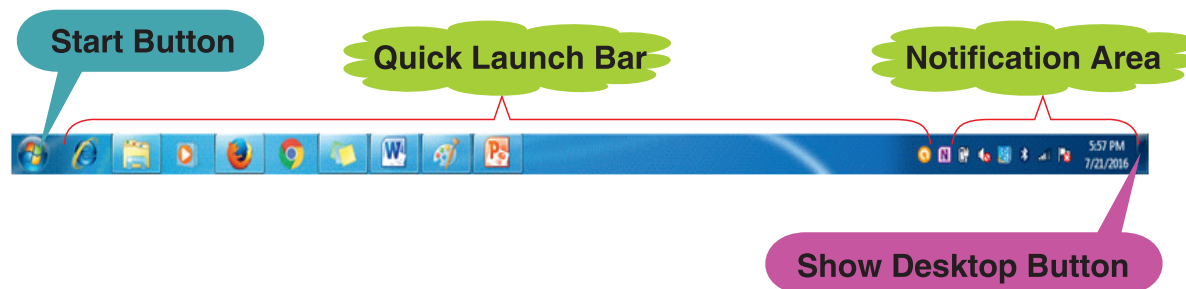 Start Button
Quick Launch Bar
Notification Area
W
P
N
5:57 PM
7/21/2016
Show Desktop Button